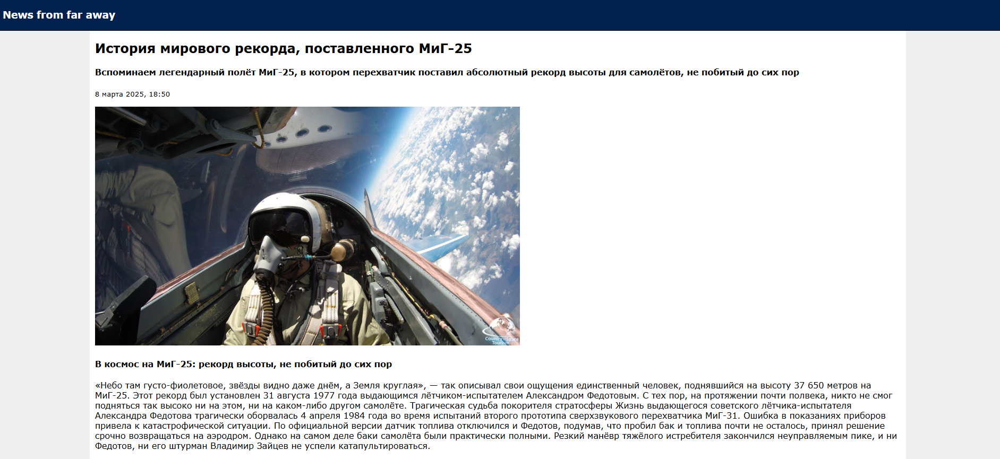 News from far away
История мирового рекорда, поставленного МиГ-25
Вспоминаем легендарный полёт МиГ-25, в котором перехватчик поставил абсолютный рекорд высоты для самолётов, не побитый до сих пор
8 марта 2025, 18:50
Country of Space
Tourism
В космос на МиГ-25: рекорд высоты, не побитый до сих пор
«Небо там густо-фиолетовое, звёзды видно даже днём, а Земля круглая», — так описывал свои ощущения единственный человек, поднявшийся на высоту 37 650 метров на
МиГ-25. Этот рекорд был установлен 31 августа 1977 года выдающимся лётчиком-испытателем Александром Федотовым. С тех пор, на протяжении почти полвека, никто не смог
подняться так высоко ни на этом, ни на каком-либо другом самолёте. Трагическая судьба покорителя стратосферы Жизнь выдающегося советского лётчика-испытателя
Александра Федотова трагически оборвалась 4 апреля 1984 года во время испытаний второго прототипа сверхзвукового перехватчика МиГ-31. Ошибка в показаниях приборов
привела к катастрофической ситуации. По официальной версии датчик топлива отключился и Федотов, подумав, что пробил бак и топлива почти не осталось, принял решение
срочно возвращаться на аэродром. Однако на самом деле баки самолёта были практически полными. Резкий манёвр тяжёлого истребителя закончился неуправляемым пике, и ни
Федотов, ни его штурман Владимир Зайцев не успели катапультироваться.